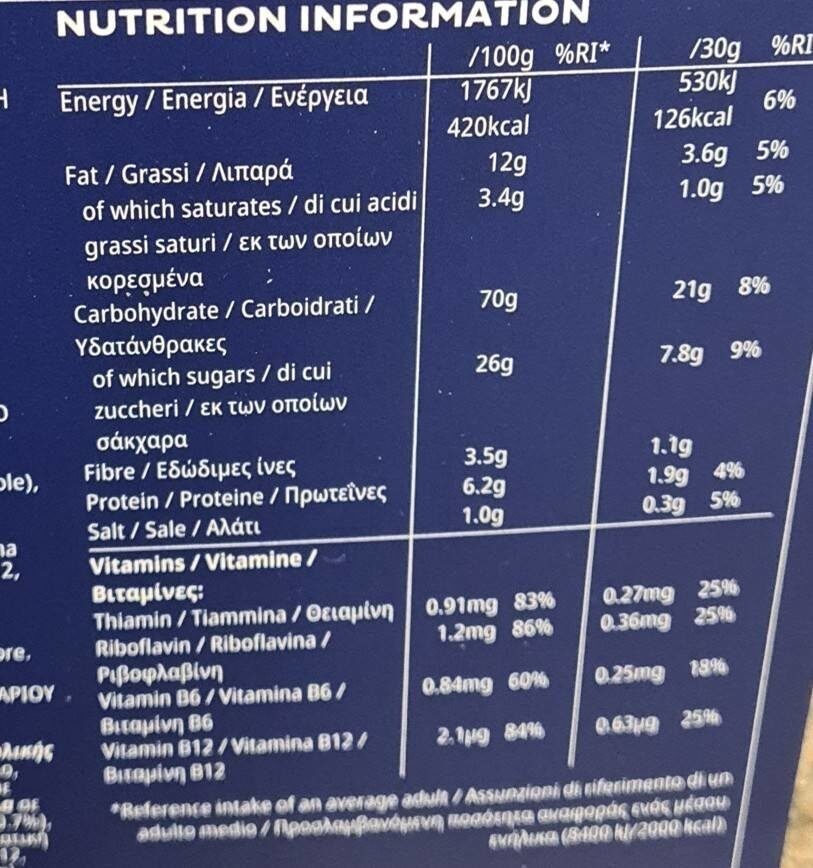 NUTRITION INFORMATION
/100g %RI* /30g %RI
Energy / Energia / Ενέργεια 1767kJ 530kJ 6%
420kcal 126kcal
Fat / Grassi / Λιπαρά 12g 3.6g 5%
of which saturates / di cui acidi 3.4g 1.0g 5%
grassi saturi / εκ των οποίων
κορεσμένα
Carbohydrate / Carboidrati / 70g 21g 8%
Υδατάνθρακες
of which sugars / di cui 26g 7.8g 9%
zuccheri / εκ των οποίων
σάκχαρα
Fibre / Εδώδιμες ίνες 3.5g 1.1g
Protein / Proteine / Πρωτεΐνες 6.2g 1.9g 4%
Salt / Sale / Αλάτι 1.0g 0.3g 5%
Vitamins / Vitamine /
Βιταμίνες:
Thiamin / Tiammina / Θειαμίνη 0.91mg 83% 0.27mg 25%
Riboflavin / Riboflavina / 1.2mg 86% 0.36mg 25%
Ριβοφλαβίνη
Vitamin B6 / Vitamina B6 / 0.84mg 60% 0.25mg 18%
Βιταμίνη Β6
Vitamin B12 / Vitamina B12 / 2.1μg 84% 0.63μg 25%
Βιταμίνη Β12
*Reference intake of an average adult / Assunzioni di riferimento di un
adulto medio / Προσλαμβανόμενη ποσότητα αναφοράς ενός μέσου
ενήλικα (8400 kJ/2000 kcal)
ple),
2,
ore,
ΑΡΙΟΥ